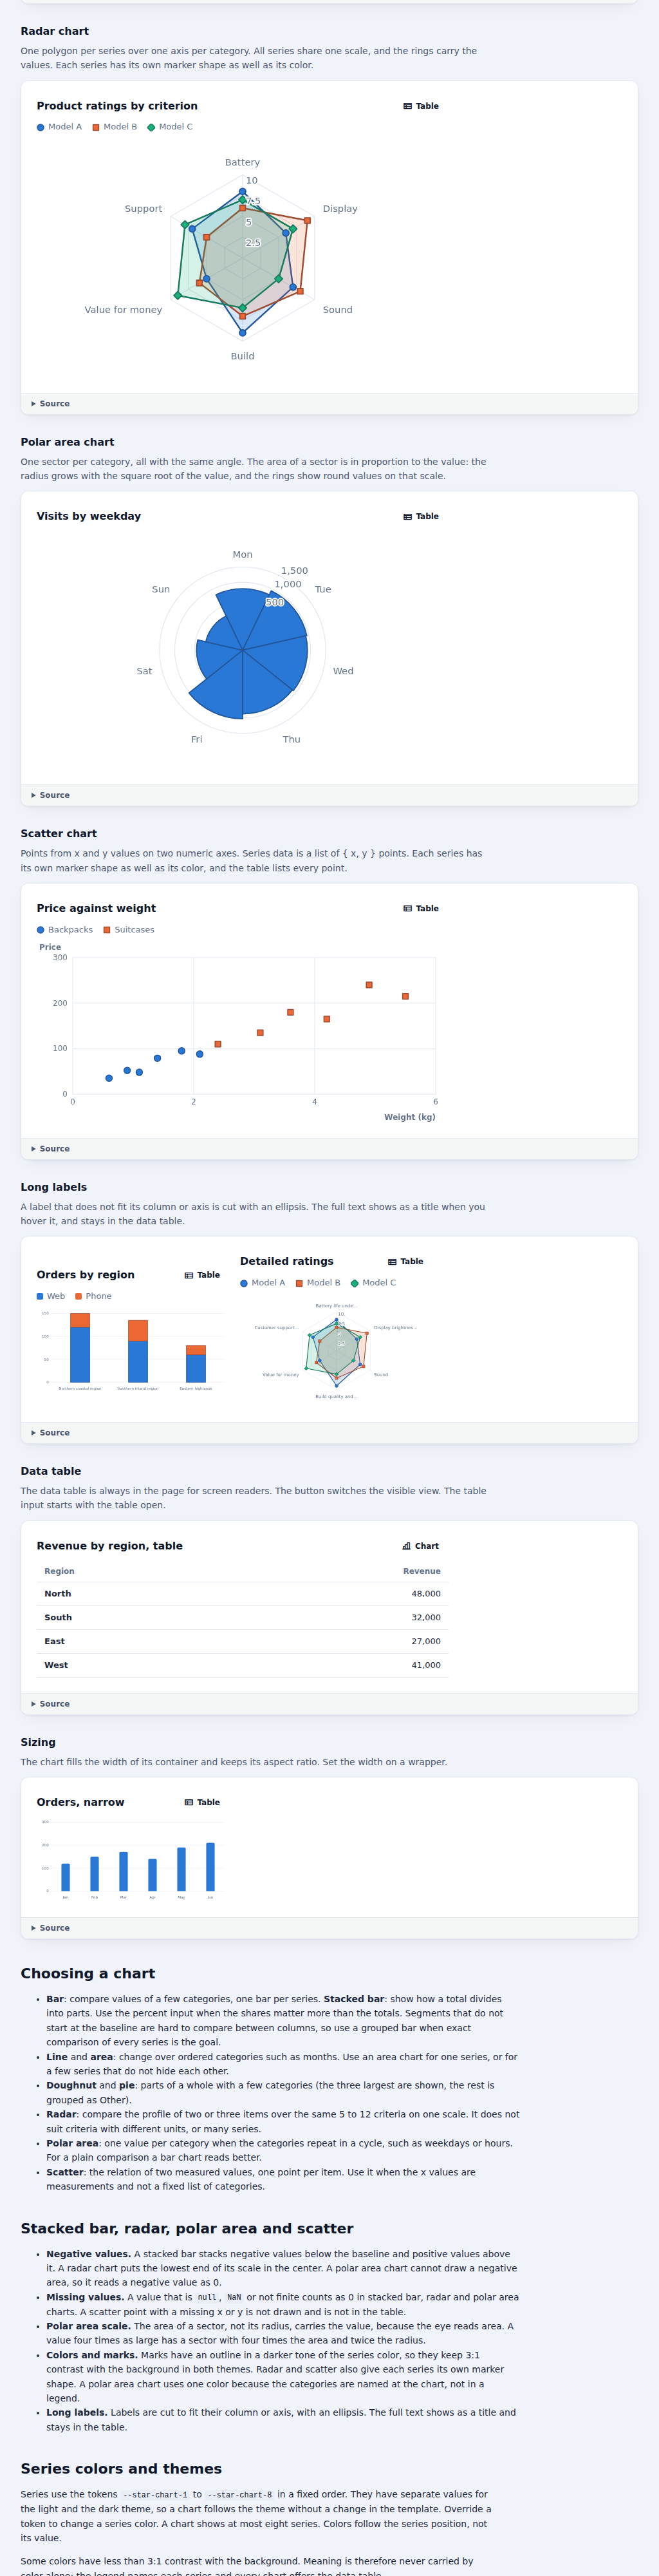 Radar chart
One polygon per series over one axis per category. All series share one scale, and the rings carry the
values. Each series has its own marker shape as well as its color.
Product ratings by criterion
Table
Model A Model B Model C
Battery
10
7.5
5
2.5
Support
Display
Value for money
Sound
Build
Source
Polar area chart
One sector per category, all with the same angle. The area of a sector is in proportion to the value: the
radius grows with the square root of the value, and the rings show round values on that scale.
Visits by weekday
Table
Mon
1,500
1,000
500
Sun
Tue
Sat
Wed
Fri
Thu
Source
Scatter chart
Points from x and y values on two numeric axes. Series data is a list of { x, y } points. Each series has
its own marker shape as well as its color, and the table lists every point.
Price against weight
Table
Backpacks Suitcases
Price
300
200
100
0
0 2 4 6
Weight (kg)
Source
Long labels
A label that does not fit its column or axis is cut with an ellipsis. The full text shows as a title when you
hover it, and stays in the data table.
Orders by region
Table
Web Phone
150
100
50
0
Northern coastal region Southern inland region Eastern highlands
Detailed ratings
Table
Model A Model B Model C
Battery life unde...
10
Customer support...
Display brightnes...
Value for money
Sound
Build quality and...
Source
Data table
The data table is always in the page for screen readers. The button switches the visible view. The table
input starts with the table open.
Revenue by region, table
Chart
Region Revenue
North 48,000
South 32,000
East 27,000
West 41,000
Source
Sizing
The chart fills the width of its container and keeps its aspect ratio. Set the width on a wrapper.
Orders, narrow
Table
300
200
100
0
Jan Feb Mar Apr May Jun
Source
Choosing a chart
• Bar: compare values of a few categories, one bar per series. Stacked bar: show how a total divides
into parts. Use the percent input when the shares matter more than the totals. Segments that do not
start at the baseline are hard to compare between columns, so use a grouped bar when exact
comparison of every series is the goal.
• Line and area: change over ordered categories such as months. Use an area chart for one series, or for
a few series that do not hide each other.
• Doughnut and pie: parts of a whole with a few categories (the three largest are shown, the rest is
grouped as Other).
• Radar: compare the profile of two or three items over the same 5 to 12 criteria on one scale. It does not
suit criteria with different units, or many series.
• Polar area: one value per category when the categories repeat in a cycle, such as weekdays or hours.
For a plain comparison a bar chart reads better.
• Scatter: the relation of two measured values, one point per item. Use it when the x values are
measurements and not a fixed list of categories.
Stacked bar, radar, polar area and scatter
• Negative values. A stacked bar stacks negative values below the baseline and positive values above
it. A radar chart puts the lowest end of its scale in the center. A polar area chart cannot draw a negative
area, so it reads a negative value as 0.
• Missing values. A value that is null, NaN or not finite counts as 0 in stacked bar, radar and polar area
charts. A scatter point with a missing x or y is not drawn and is not in the table.
• Polar area scale. The area of a sector, not its radius, carries the value, because the eye reads area. A
value four times as large has a sector with four times the area and twice the radius.
• Colors and marks. Marks have an outline in a darker tone of the series color, so they keep 3:1
contrast with the background in both themes. Radar and scatter also give each series its own marker
shape. A polar area chart uses one color because the categories are named at the chart, not in a
legend.
• Long labels. Labels are cut to fit their column or axis, with an ellipsis. The full text shows as a title and
stays in the table.
Series colors and themes
Series use the tokens --star-chart-1 to --star-chart-8 in a fixed order. They have separate values for
the light and the dark theme, so a chart follows the theme without a change in the template. Override a
token to change a series color. A chart shows at most eight series. Colors follow the series position, not
its value.
Some colors have less than 3:1 contrast with the background. Meaning is therefore never carried by